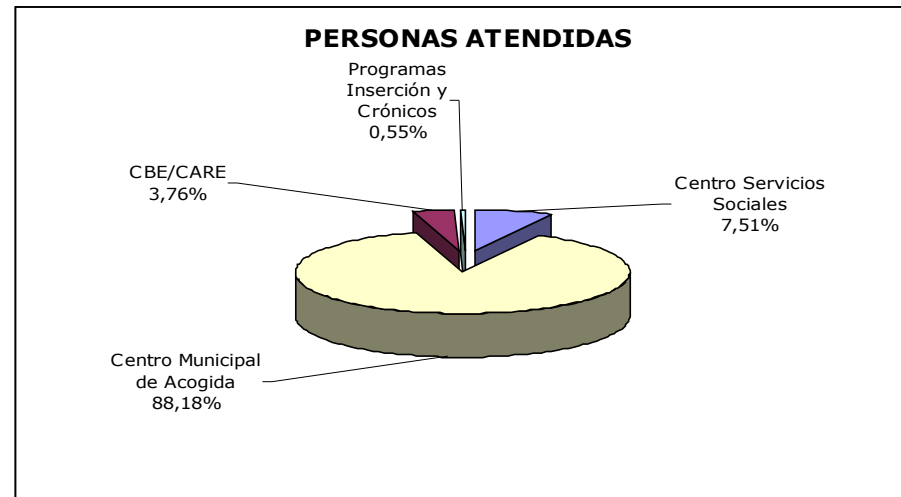 PERSONAS ATENDIDAS
Programas
Inserción y
Crónicos
0,55%
CBE/CARE
3,76%
Centro Servicios
Sociales
7,51%
Centro Municipal
de Acogida
88,18%